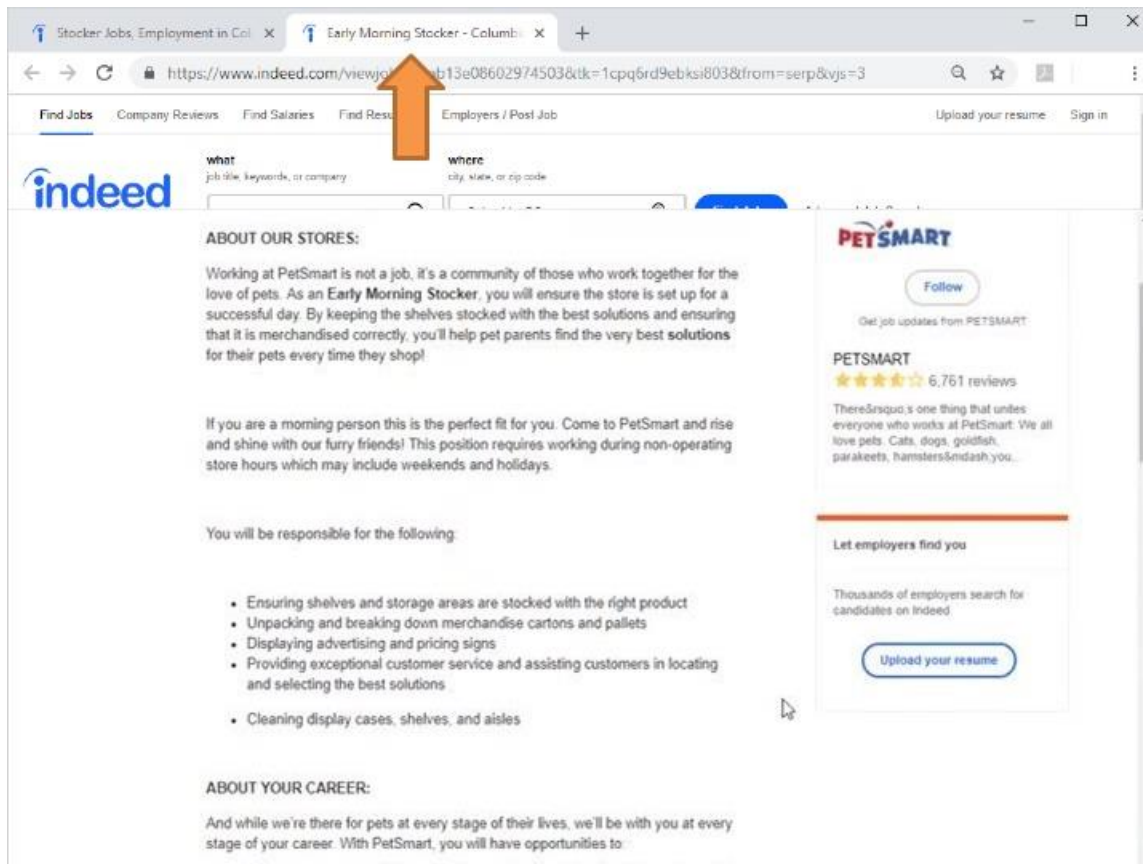 Stocker Jobs, Employment in Col
Early Morning Stocker - Columbi
https://www.indeed.com/viewjo b13e08602974503&tk=1cpq6rd9ebksi803&from=serp&vjs=3
Find Jobs Company Reviews Find Salaries Find Resu Employers / Post Job Upload your resume Sign in
what where
job title, keywords, or company city, state, or zip code
indeed
ABOUT OUR STORES:
Working at PetSmart is not a job, it's a community of those who work together for the
love of pets. As an Early Morning Stocker, you will ensure the store is set up for a
successful day. By keeping the shelves stocked with the best solutions and ensuring
that it is merchandised correctly, you'll help pet parents find the very best solutions
for their pets every time they shop!
If you are a morning person this is the perfect fit for you. Come to PetSmart and rise
and shine with our furry friends! This position requires working during non-operating
store hours which may include weekends and holidays.
You will be responsible for the following:
• Ensuring shelves and storage areas are stocked with the right product
• Unpacking and breaking down merchandise cartons and pallets
• Displaying advertising and pricing signs
• Providing exceptional customer service and assisting customers in locating
and selecting the best solutions
• Cleaning display cases, shelves, and aisles
ABOUT YOUR CAREER:
And while we're there for pets at every stage of their lives, we'll be with you at every
stage of your career. With PetSmart, you will have opportunities to:
PETSMART
Follow
Get job updates from PETSMART
PETSMART
6,761 reviews
There&rsquo;s one thing that unites
everyone who works at PetSmart: We all
love pets. Cats, dogs, goldfish,
parakeets, hamsters&mdash;you...
Let employers find you
Thousands of employers search for
candidates on Indeed
Upload your resume